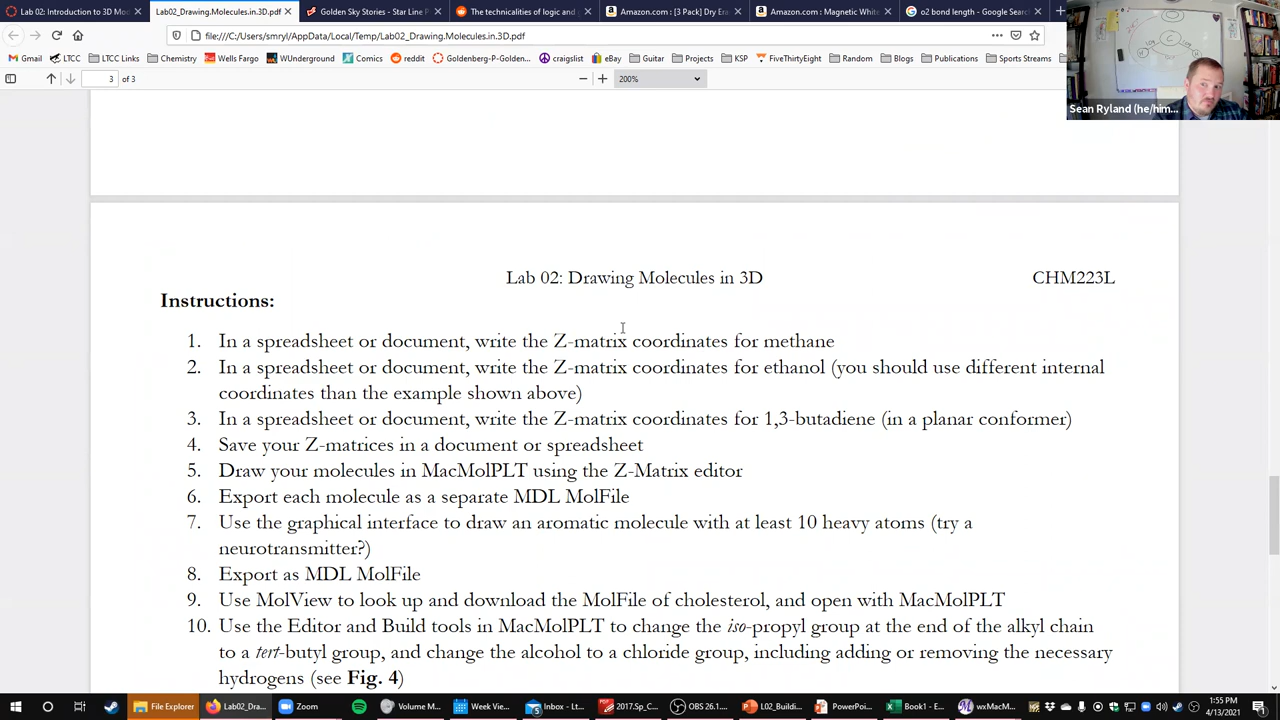 Lab 02: Introduction to 3D Mo
Lab02_Drawing.Molecules.in.3D.pdf
Golden Sky Stories - Star Line P
The technicalities of logic and
Amazon.com : [3 Pack] Dry Era
Amazon.com : Magnetic White
o2 bond length - Google Search
file:///C:/Users/smryl/AppData/Local/Temp/Lab02_Drawing.Molecules.in.3D.pdf
Gmail LTCC LTCC Links Chemistry Wells Fargo WUnderground Comics reddit Goldenberg-P-Golden... craigslist eBay Guitar Projects KSP FiveThirtyEight Random Blogs Publications Sports Streams
3 of 3
200%
Sean Ryland (he/him...
Lab 02: Drawing Molecules in 3D CHM223L
Instructions:
1. In a spreadsheet or document, write the Z-matrix coordinates for methane
2. In a spreadsheet or document, write the Z-matrix coordinates for ethanol (you should use different internal
coordinates than the example shown above)
3. In a spreadsheet or document, write the Z-matrix coordinates for 1,3-butadiene (in a planar conformer)
4. Save your Z-matrices in a document or spreadsheet
5. Draw your molecules in MacMolPLT using the Z-Matrix editor
6. Export each molecule as a separate MDL MolFile
7. Use the graphical interface to draw an aromatic molecule with at least 10 heavy atoms (try a
neurotransmitter?)
8. Export as MDL MolFile
9. Use MolView to look up and download the MolFile of cholesterol, and open with MacMolPLT
10. Use the Editor and Build tools in MacMolPLT to change the iso-propyl group at the end of the alkyl chain
to a tert-butyl group, and change the alcohol to a chloride group, including adding or removing the necessary
hydrogens (see Fig. 4)
File Explorer Lab02_Dra... Zoom Volume M... Week View... Inbox - Lt... 2017.Sp_C... OBS 26.1.... L02_Buildi... PowerPoi... Book1 - E... wxMacM...
1:55 PM
4/13/2021